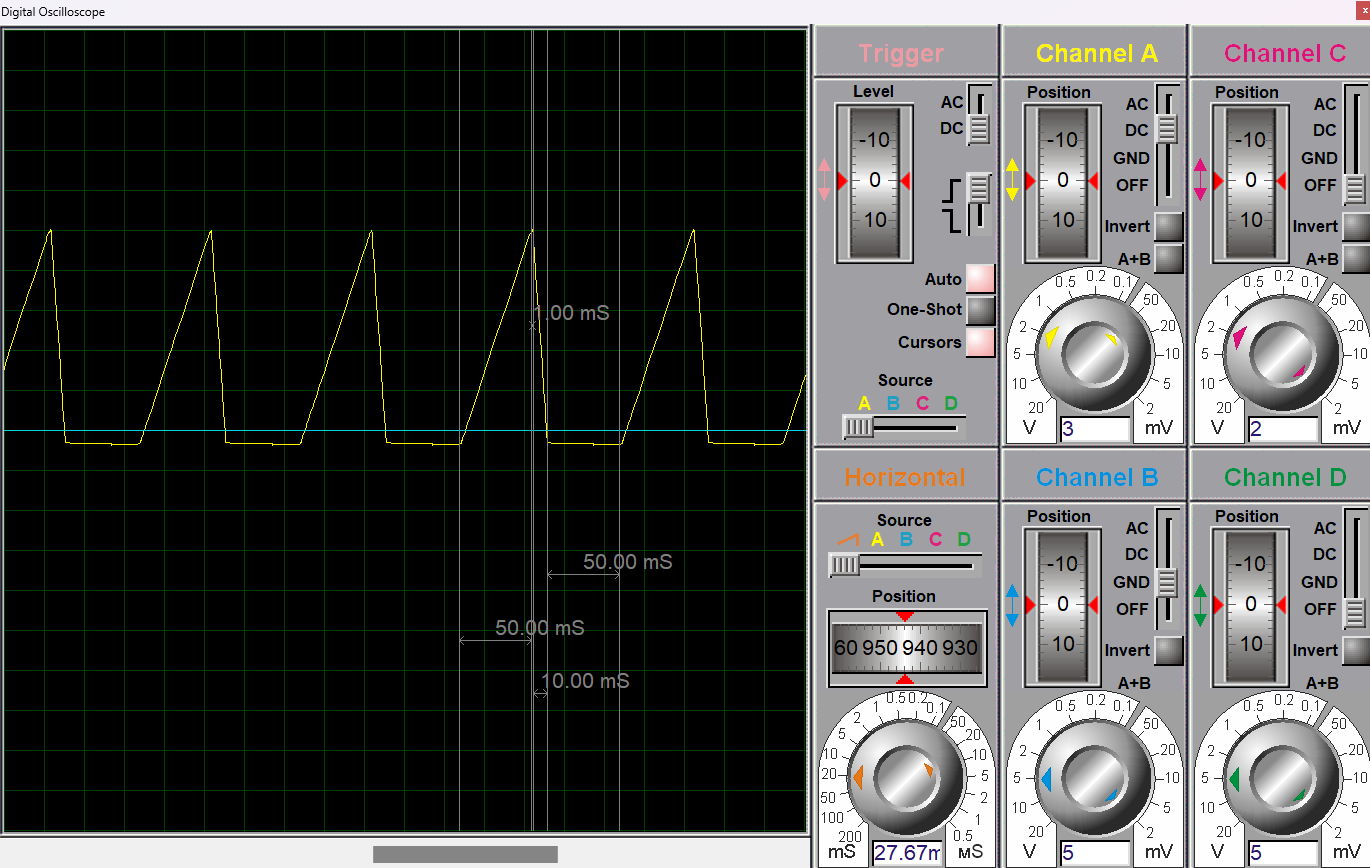 Digital Oscilloscope
x
1.00 mS
50.00 mS
50.00 mS
10.00 mS
Trigger
Level
-10
0
10
AC
DC
Auto
One-Shot
Cursors
Source
A B C D
Channel A
Position
-10
0
10
AC
DC
GND
OFF
Invert
A+B
20 10 5 2 1 0.5 0.2 0.1 50 20 10 5 2
V 3 mV
Channel C
Position
-10
0
10
AC
DC
GND
OFF
Invert
A+B
20 10 5 2 1 0.5 0.2 0.1 50 20 10 5 2
V 2 mV
Horizontal
Source
A B C D
Position
60 950 940 930
200 100 50 20 10 5 2 1 0.5 0.2 0.1 50 20 10 5 2 1 0.5
mS 27.67m мS
Channel B
Position
-10
0
10
AC
DC
GND
OFF
Invert
A+B
20 10 5 2 1 0.5 0.2 0.1 50 20 10 5 2
V 5 mV
Channel D
Position
-10
0
10
AC
DC
GND
OFF
Invert
A+B
20 10 5 2 1 0.5 0.2 0.1 50 20 10 5 2
V 5 mV